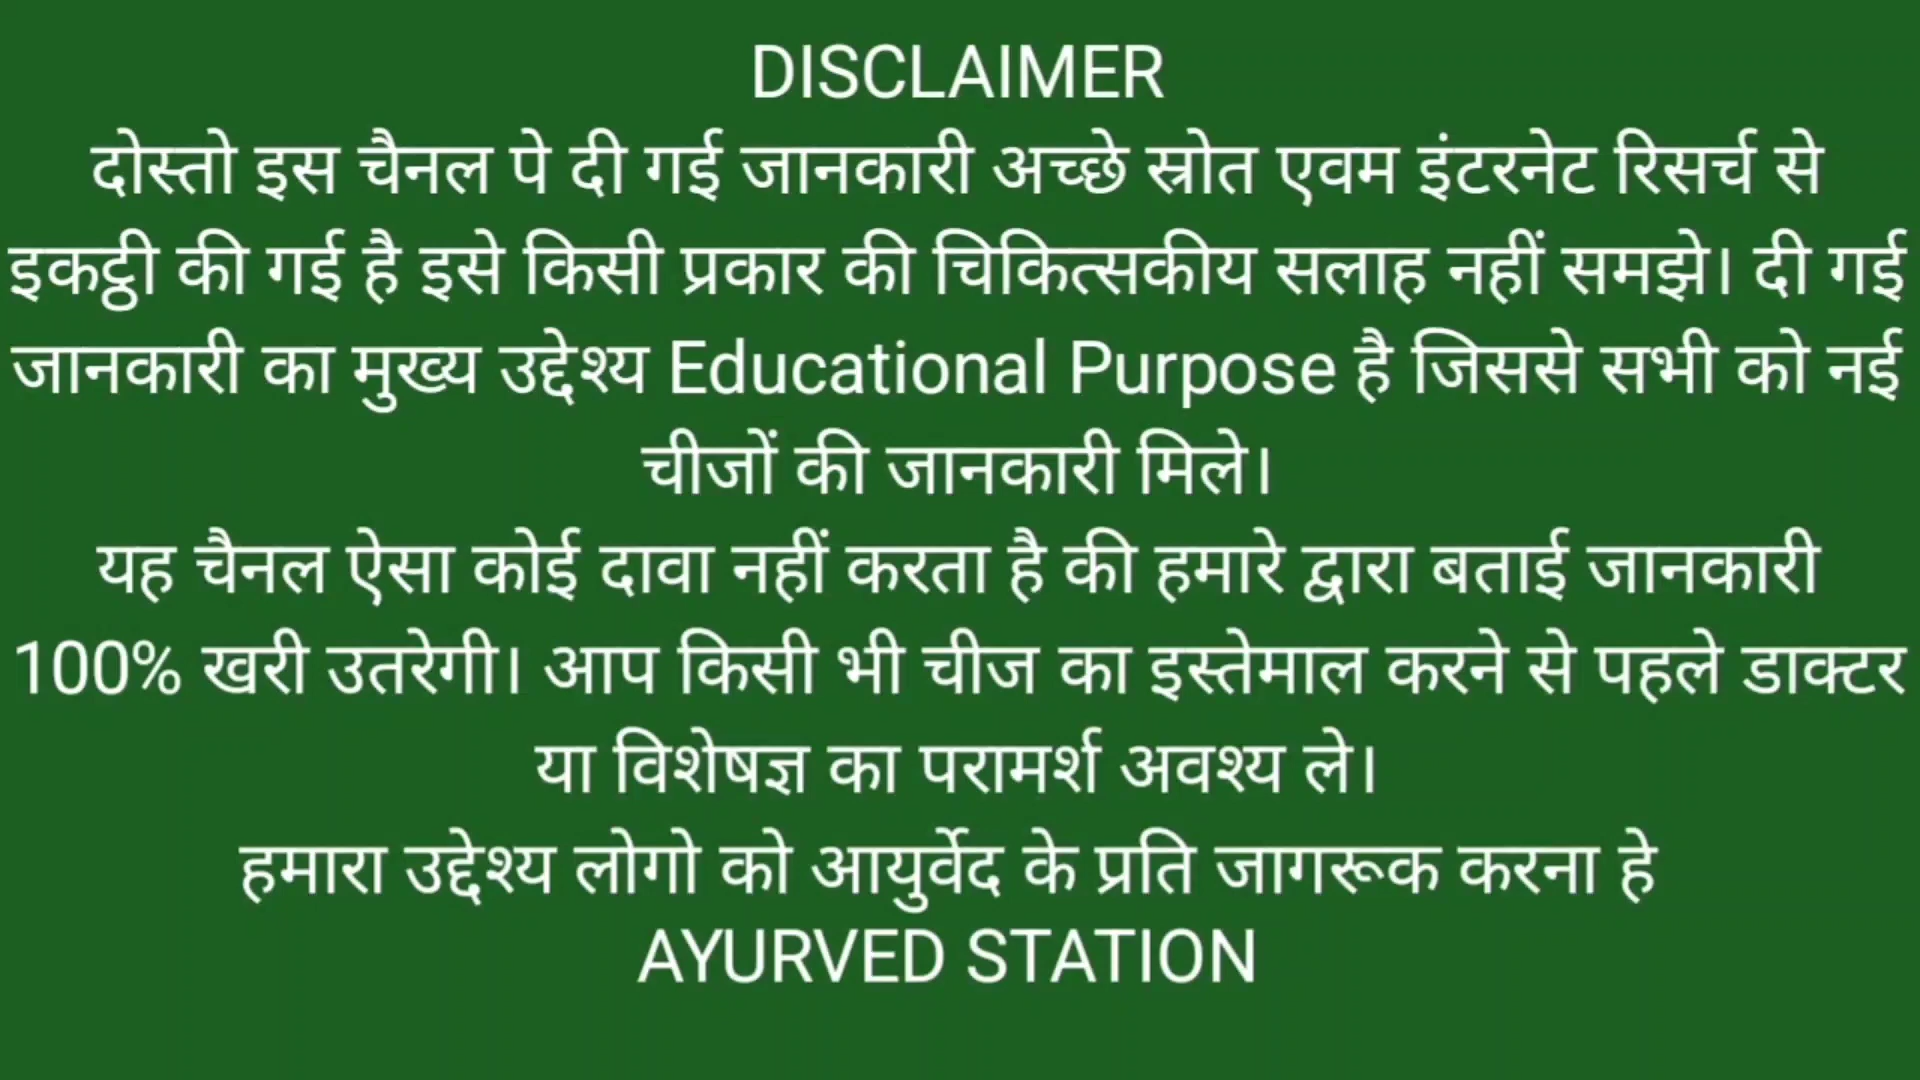 DISCLAIMER
दोस्तो इस चैनल पे दी गई जानकारी अच्छे स्रोत एवम इंटरनेट रिसर्च से
इकट्ठी की गई है इसे किसी प्रकार की चिकित्सकीय सलाह नहीं समझे। दी गई
जानकारी का मुख्य उद्देश्य Educational Purpose है जिससे सभी को नई
चीजों की जानकारी मिले।
यह चैनल ऐसा कोई दावा नहीं करता है की हमारे द्वारा बताई जानकारी
100% खरी उतरेगी। आप किसी भी चीज का इस्तेमाल करने से पहले डाक्टर
या विशेषज्ञ का परामर्श अवश्य ले।
हमारा उद्देश्य लोगो को आयुर्वेद के प्रति जागरूक करना हे
AYURVED STATION